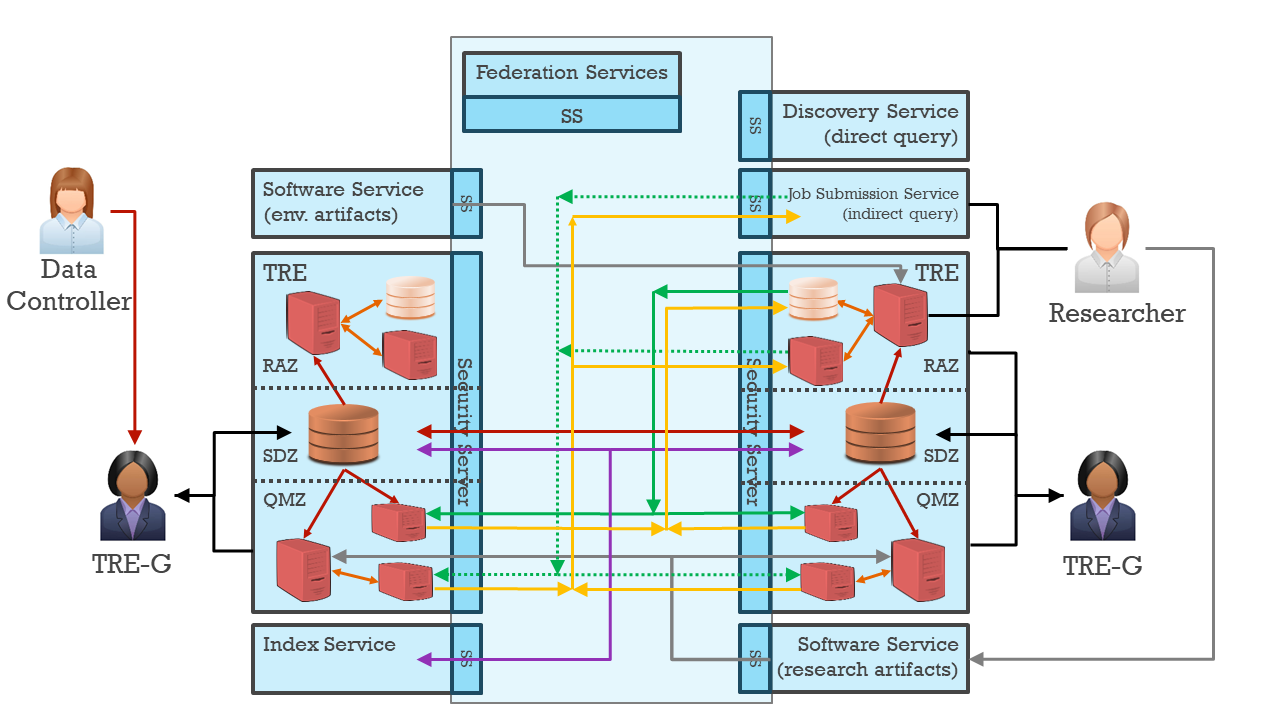 Federation Services
SS
SS
Discovery Service
(direct query)
Software Service
(env. artifacts)
SS
SS
Job Submission Service
(indirect query)
Data
Controller
TRE
RAZ
SDZ
QMZ
Security Server
Security Server
TRE
RAZ
SDZ
QMZ
Researcher
TRE-G
TRE-G
Index Service
SS
SS
Software Service
(research artifacts)